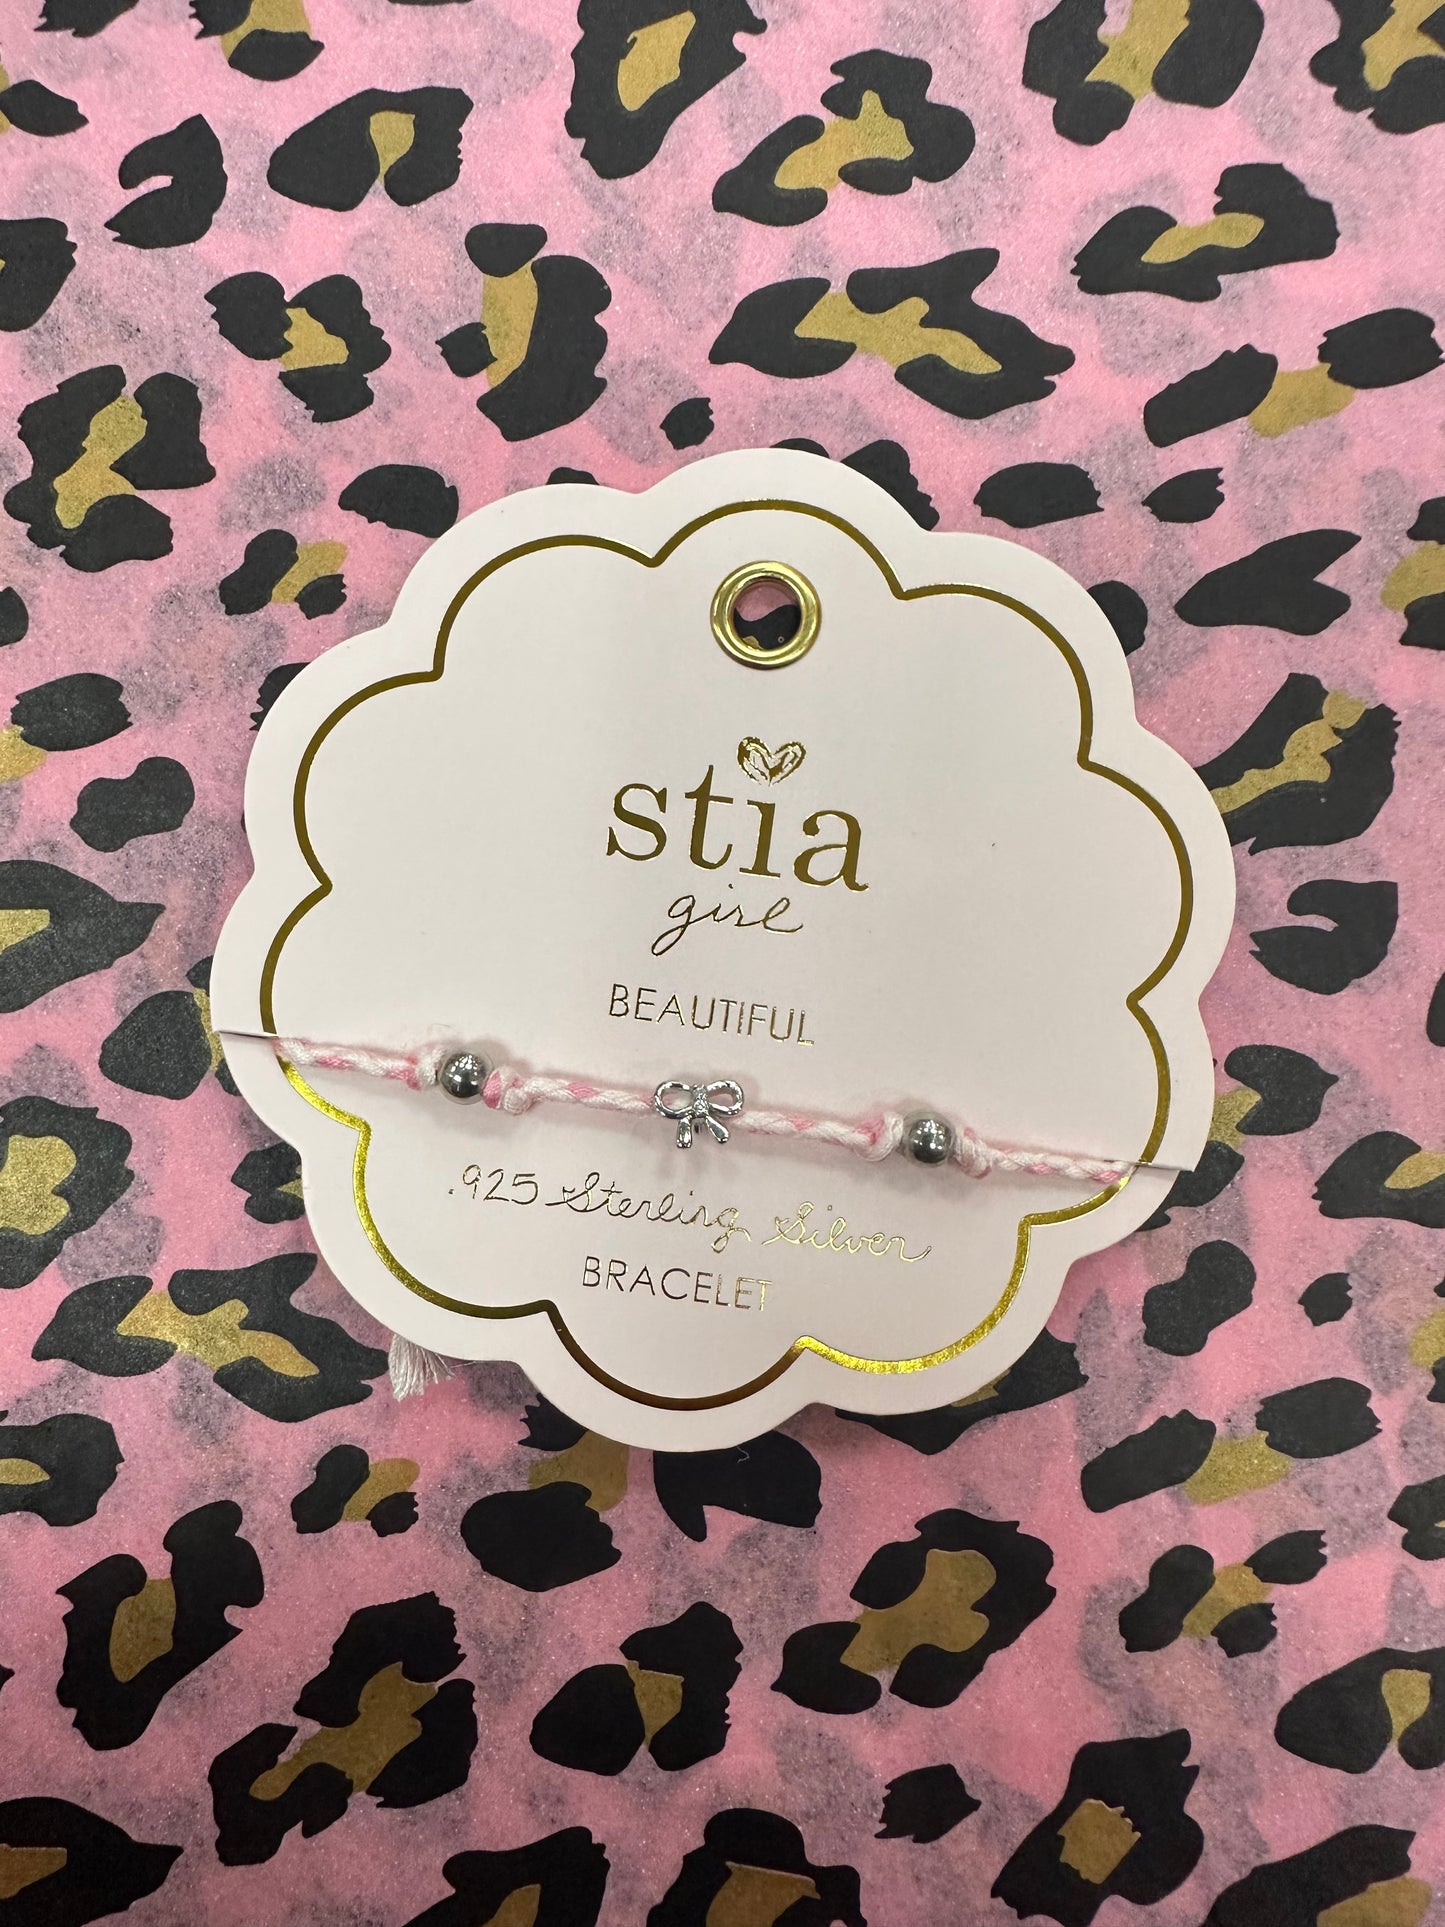 stia
girl
BEAUTIFUL
.925 Sterling Silver
BRACELET